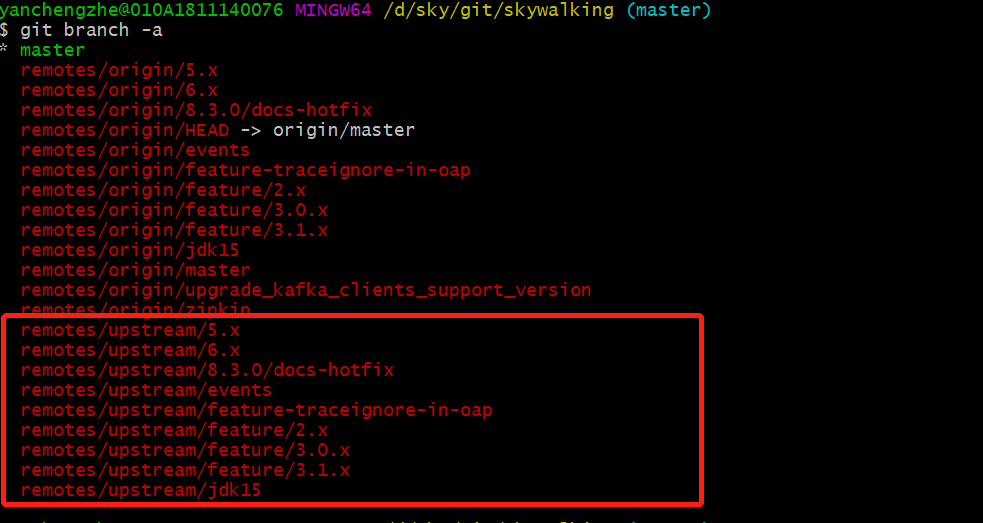 yanchengzhe@010A1811140076 MINGW64 /d/sky/git/skywalking (master)
$ git branch -a
* master
remotes/origin/5.x
remotes/origin/6.x
remotes/origin/8.3.0/docs-hotfix
remotes/origin/HEAD -> origin/master
remotes/origin/events
remotes/origin/feature-traceignore-in-oap
remotes/origin/feature/2.x
remotes/origin/feature/3.0.x
remotes/origin/feature/3.1.x
remotes/origin/jdk15
remotes/origin/master
remotes/origin/upgrade_kafka_clients_support_version
remotes/origin/zipkin
remotes/upstream/5.x
remotes/upstream/6.x
remotes/upstream/8.3.0/docs-hotfix
remotes/upstream/events
remotes/upstream/feature-traceignore-in-oap
remotes/upstream/feature/2.x
remotes/upstream/feature/3.0.x
remotes/upstream/feature/3.1.x
remotes/upstream/jdk15